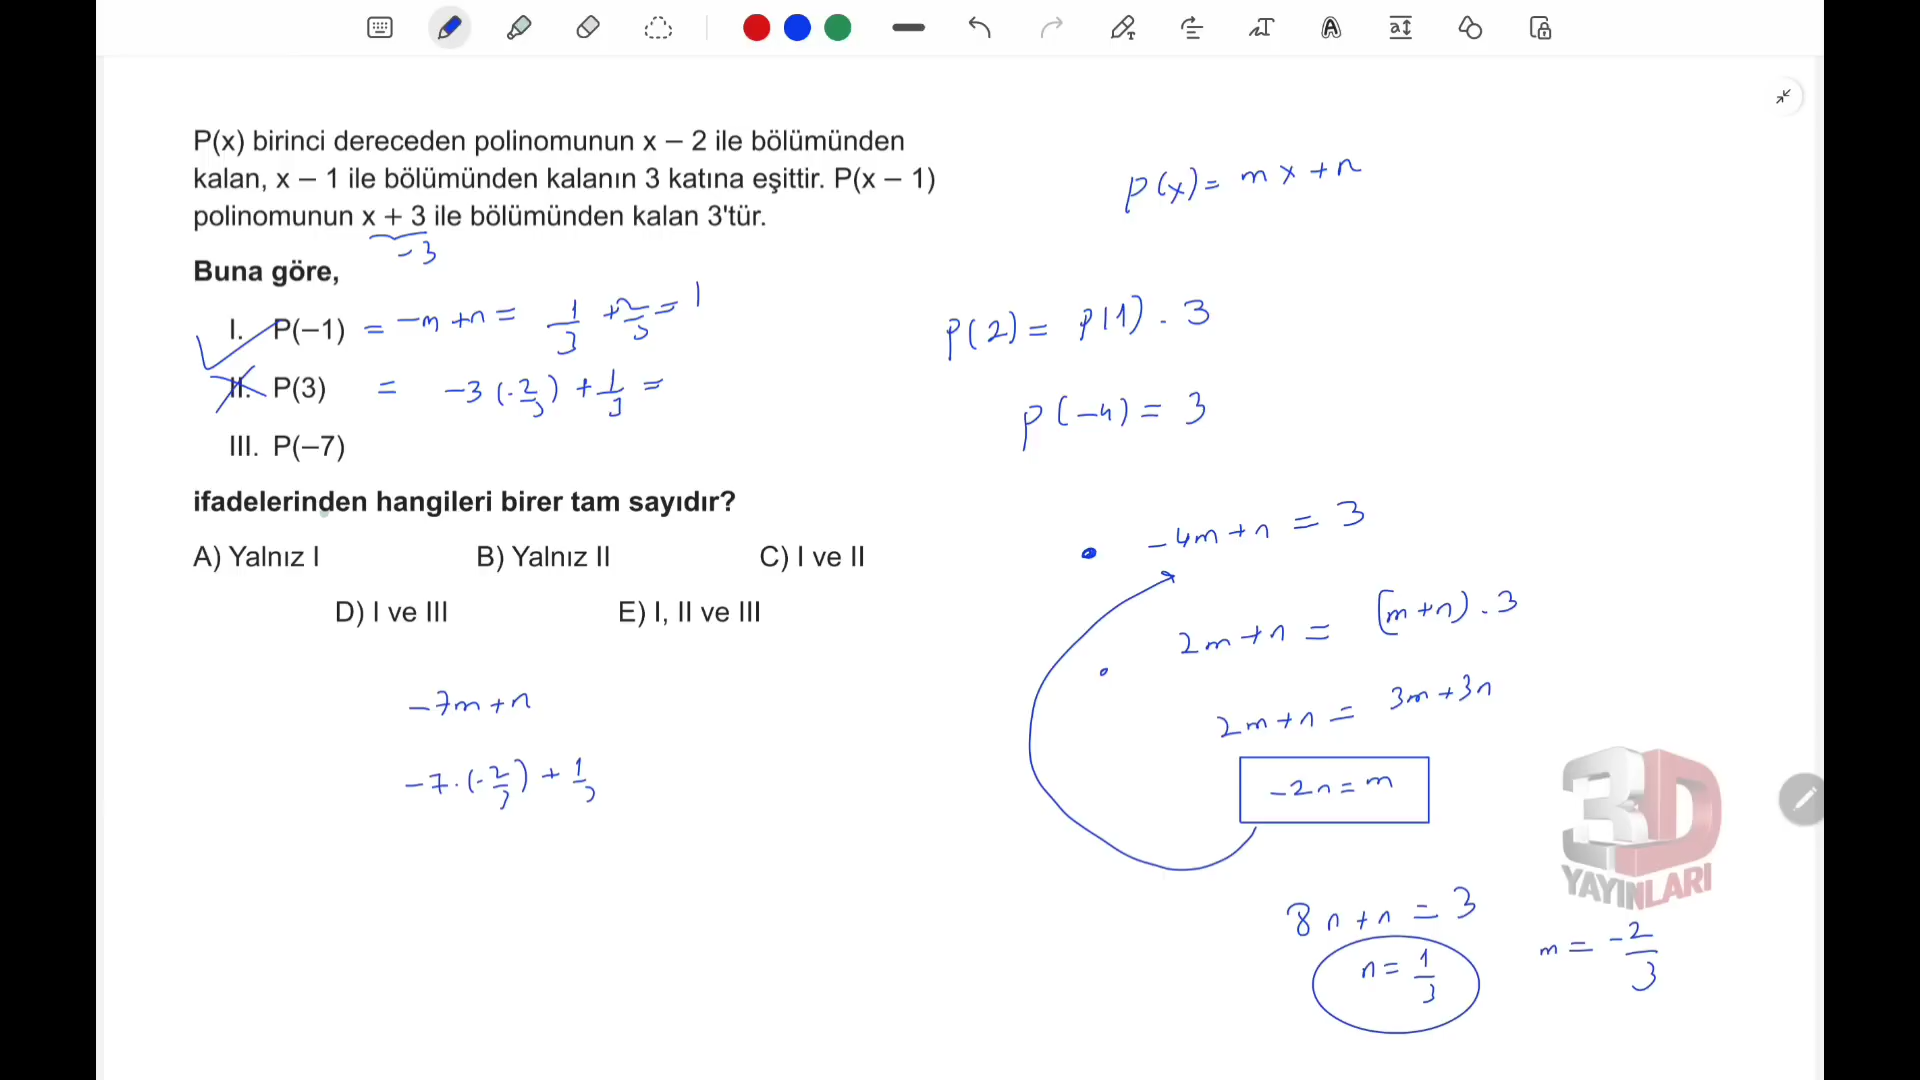 P(x) birinci dereceden polinomunun x – 2 ile bölümünden
kalan, x – 1 ile bölümünden kalanın 3 katına eşittir. P(x – 1)
polinomunun x + 3 ile bölümünden kalan 3'tür.
-3
Buna göre,
I. P(–1) = -m+n = 1/3 + 2/3 = 1
II. P(3) = -3(-2/3) + 1/3 =
III. P(–7)
ifadelerinden hangileri birer tam sayıdır?
A) Yalnız I B) Yalnız II C) I ve II
D) I ve III E) I, II ve III
-7m+n
-7.(-2/3) + 1/3
P(x) = mx+n
P(2) = P(1) . 3
P(-4) = 3
-4m+n = 3
2m+n = (m+n).3
2m+n = 3m+3n
-2n=m
8n+n = 3
n = 1/3
m = -2/3
3D
YAYINLARI